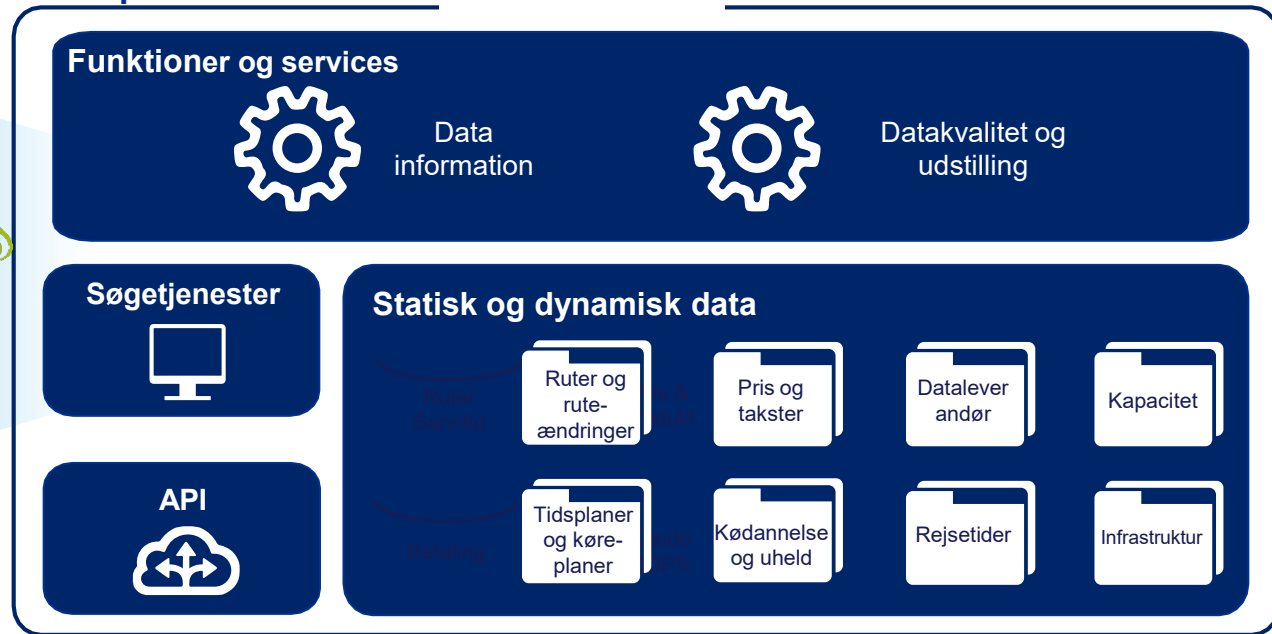 Funktioner og services
Data
information
Datakvalitet og
udstilling
Søgetjenester
API
Statisk og dynamisk data
Ruter og
rute-
ændringer
Pris og
takster
Datalever
andør
Kapacitet
Tidsplaner
og køre-
planer
Kødannelse
og uheld
Rejsetider
Infrastruktur